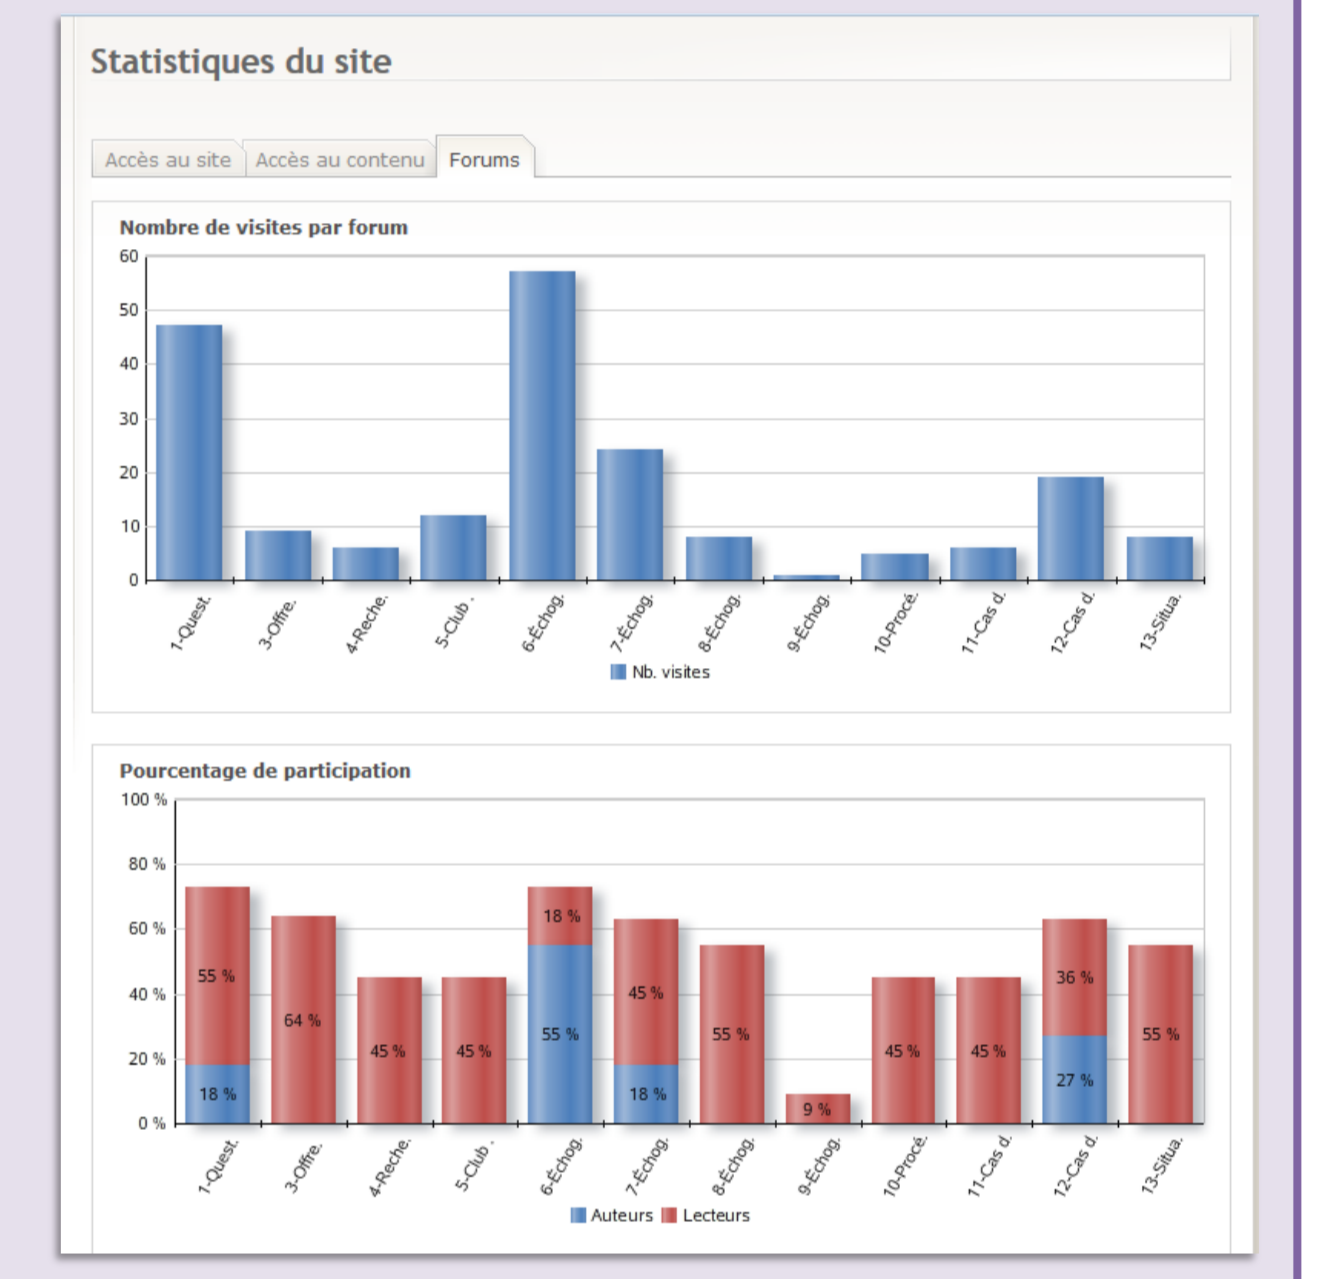 Statistiques du site
Accès au site Accès au contenu Forums
Nombre de visites par forum
60
50
40
30
20
10
0
1-Quest. 3-Offre. 4-Reche. 5-Club . 6-Échog. 7-Échog. 8-Échog. 9-Échog. 10-Procé. 11-Cas d. 12-Cas d. 13-Situa.
Nb. visites
Pourcentage de participation
100 %
80 %
60 %
40 %
20 %
0 %
18 %
55 % 45 % 36 %
64 % 55 % 55 % 55 %
45 % 45 % 45 % 45 %
18 % 18 % 9 % 27 %
1-Quest. 3-Offre. 4-Reche. 5-Club . 6-Échog. 7-Échog. 8-Échog. 9-Échog. 10-Procé. 11-Cas d. 12-Cas d. 13-Situa.
Auteurs Lecteurs